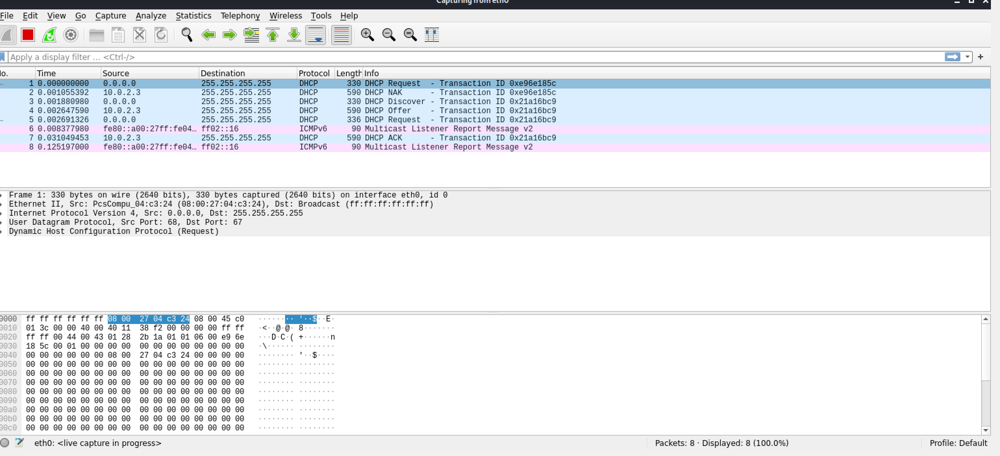 Capturing from eth0
File Edit View Go Capture Analyze Statistics Telephony Wireless Tools Help
Apply a display filter ... <Ctrl-/>
No. Time Source Destination Protocol Length Info
1 0.000000000 0.0.0.0 255.255.255.255 DHCP 330 DHCP Request - Transaction ID 0xe96e185c
2 0.001055392 10.0.2.3 255.255.255.255 DHCP 590 DHCP NAK - Transaction ID 0xe96e185c
3 0.001880980 0.0.0.0 255.255.255.255 DHCP 330 DHCP Discover - Transaction ID 0x21a16bc9
4 0.002647590 10.0.2.3 255.255.255.255 DHCP 590 DHCP Offer - Transaction ID 0x21a16bc9
5 0.002691326 0.0.0.0 255.255.255.255 DHCP 336 DHCP Request - Transaction ID 0x21a16bc9
6 0.008377980 fe80::a00:27ff:fe04… ff02::16 ICMPv6 90 Multicast Listener Report Message v2
7 0.031049453 10.0.2.3 255.255.255.255 DHCP 590 DHCP ACK - Transaction ID 0x21a16bc9
8 0.125197000 fe80::a00:27ff:fe04… ff02::16 ICMPv6 90 Multicast Listener Report Message v2
Frame 1: 330 bytes on wire (2640 bits), 330 bytes captured (2640 bits) on interface eth0, id 0
Ethernet II, Src: PcsCompu_04:c3:24 (08:00:27:04:c3:24), Dst: Broadcast (ff:ff:ff:ff:ff:ff)
Internet Protocol Version 4, Src: 0.0.0.0, Dst: 255.255.255.255
User Datagram Protocol, Src Port: 68, Dst Port: 67
Dynamic Host Configuration Protocol (Request)
0000 ff ff ff ff ff ff 08 00 27 04 c3 24 08 00 45 c0 ········ '··$··E·
0010 01 3c 00 00 40 00 40 11 38 f2 00 00 00 00 ff ff ·<··@·@· 8·······
0020 ff ff 00 44 00 43 01 28 2b 1a 01 01 06 00 e9 6e ···D·C·( +······n
0030 18 5c 00 01 00 00 00 00 00 00 00 00 00 00 00 00 ·\······ ········
0040 00 00 00 00 00 00 08 00 27 04 c3 24 00 00 00 00 ········ '··$····
0050 00 00 00 00 00 00 00 00 00 00 00 00 00 00 00 00 ········ ········
0060 00 00 00 00 00 00 00 00 00 00 00 00 00 00 00 00 ········ ········
0070 00 00 00 00 00 00 00 00 00 00 00 00 00 00 00 00 ········ ········
0080 00 00 00 00 00 00 00 00 00 00 00 00 00 00 00 00 ········ ········
0090 00 00 00 00 00 00 00 00 00 00 00 00 00 00 00 00 ········ ········
00a0 00 00 00 00 00 00 00 00 00 00 00 00 00 00 00 00 ········ ········
00b0 00 00 00 00 00 00 00 00 00 00 00 00 00 00 00 00 ········ ········
00c0 00 00 00 00 00 00 00 00 00 00 00 00 00 00 00 00 ········ ········
eth0: <live capture in progress> Packets: 8 · Displayed: 8 (100.0%) Profile: Default